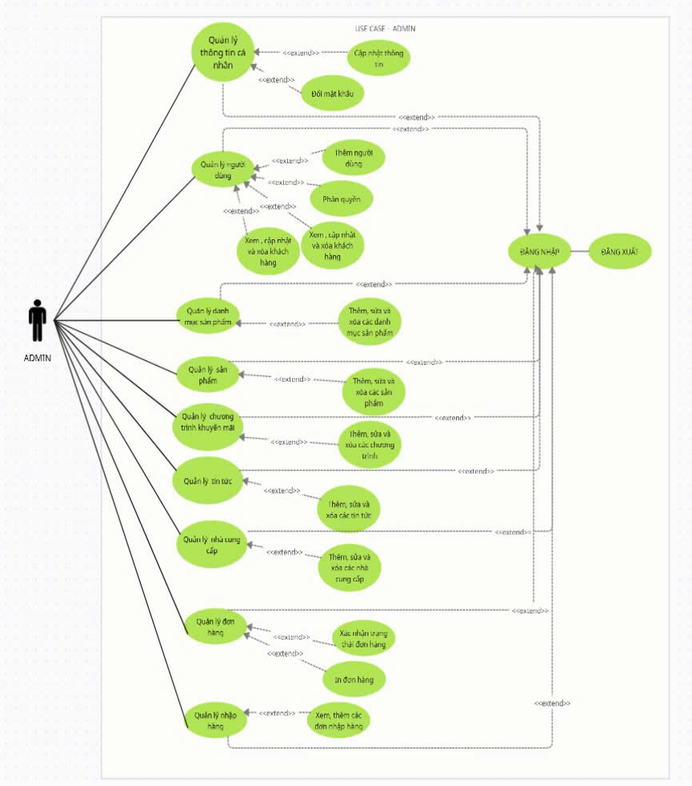 USE CASE - ADMIN
Quản lý
thông tin cá
nhân
<<extend>>
Cập nhật thông
tin
<<extend>>
Đổi mật khẩu
<<extend>>
<<extend>>
Quản lý người
dùng
<<extend>>
Thêm người
dùng
<<extend>>
Phân quyền
<<extend>>
<<extend>>
Xem , cập nhật
và xóa khách
hàng
Xem , cập nhật
và xóa khách
hàng
ĐĂNG NHẬP
ĐĂNG XUẤT
<<extend>>
Quản lý danh
mục sản phẩm
<<extend>>
Thêm, sửa và
xóa các danh
mục sản phẩm
ADMIN
<<extend>>
Quản lý sản
phẩm
<<extend>>
Thêm, sửa và
xóa các sản
phẩm
<<extend>>
Quản lý chương
trình khuyến mãi
<<extend>>
Thêm, sửa và
xóa các chương
trình
<<extend>>
Quản lý tin tức
<<extend>>
Thêm, sửa và
xóa các tin tức
<<extend>>
Quản lý nhà cung
cấp
<<extend>>
Thêm, sửa và
xóa các nhà
cung cấp
<<extend>>
Quản lý đơn
hàng
<<extend>>
Xác nhận trạng
thái đơn hàng
<<extend>>
In đơn hàng
<<extend>>
Quản lý nhập
hàng
<<extend>>
Xem, thêm các
đơn nhập hàng